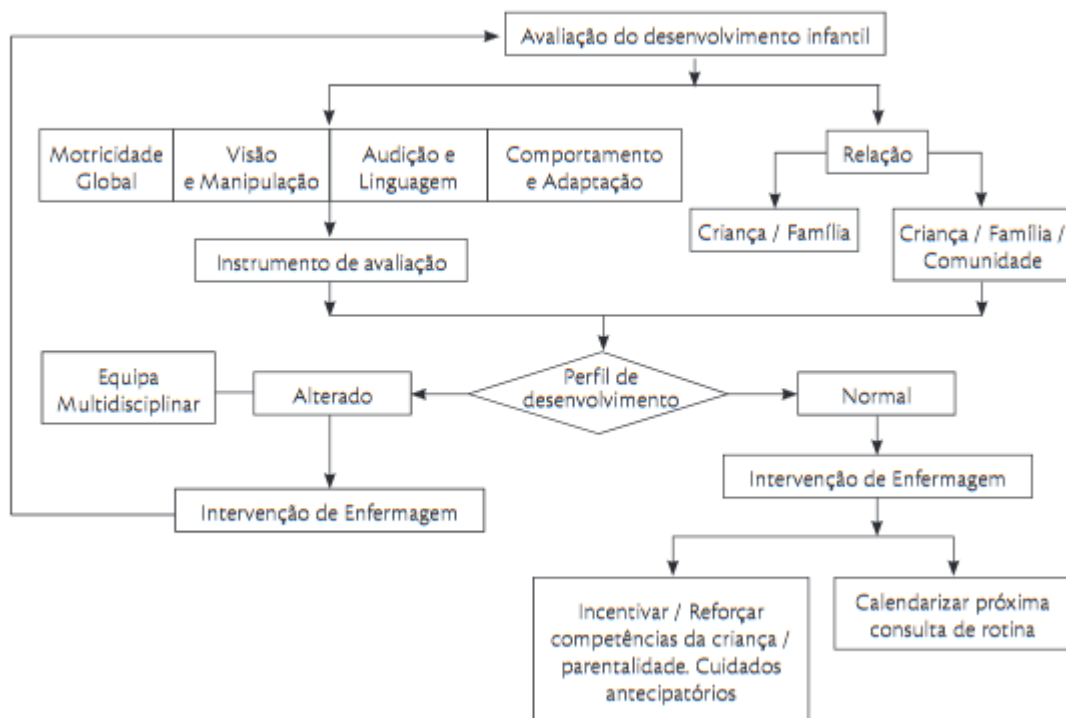 Avaliação do desenvolvimento infantil
Motricidade
Global
Visão
e Manipulação
Audição e
Linguagem
Comportamento
e Adaptação
Relação
Criança / Família
Criança / Família /
Comunidade
Instrumento de avaliação
Equipa
Multidisciplinar
Alterado
Perfil de
desenvolvimento
Normal
Intervenção de Enfermagem
Intervenção de Enfermagem
Incentivar / Reforçar
competências da criança /
parentalidade. Cuidados
antecipatórios
Calendarizar próxima
consulta de rotina